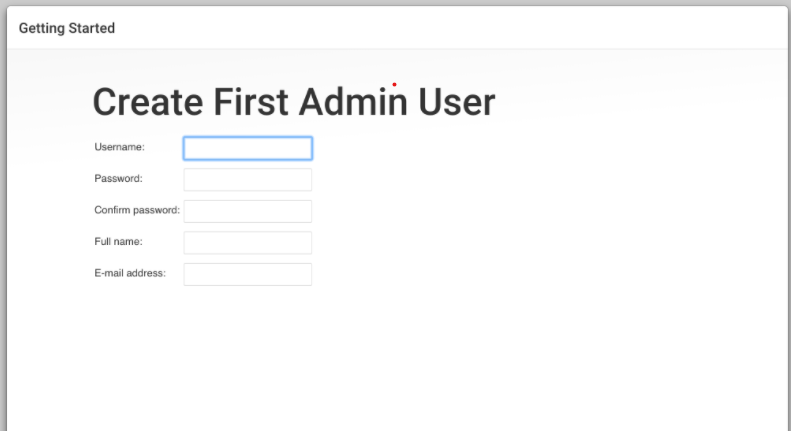 Getting Started
Create First Admin User
Username:
Password:
Confirm password:
Full name:
E-mail address: